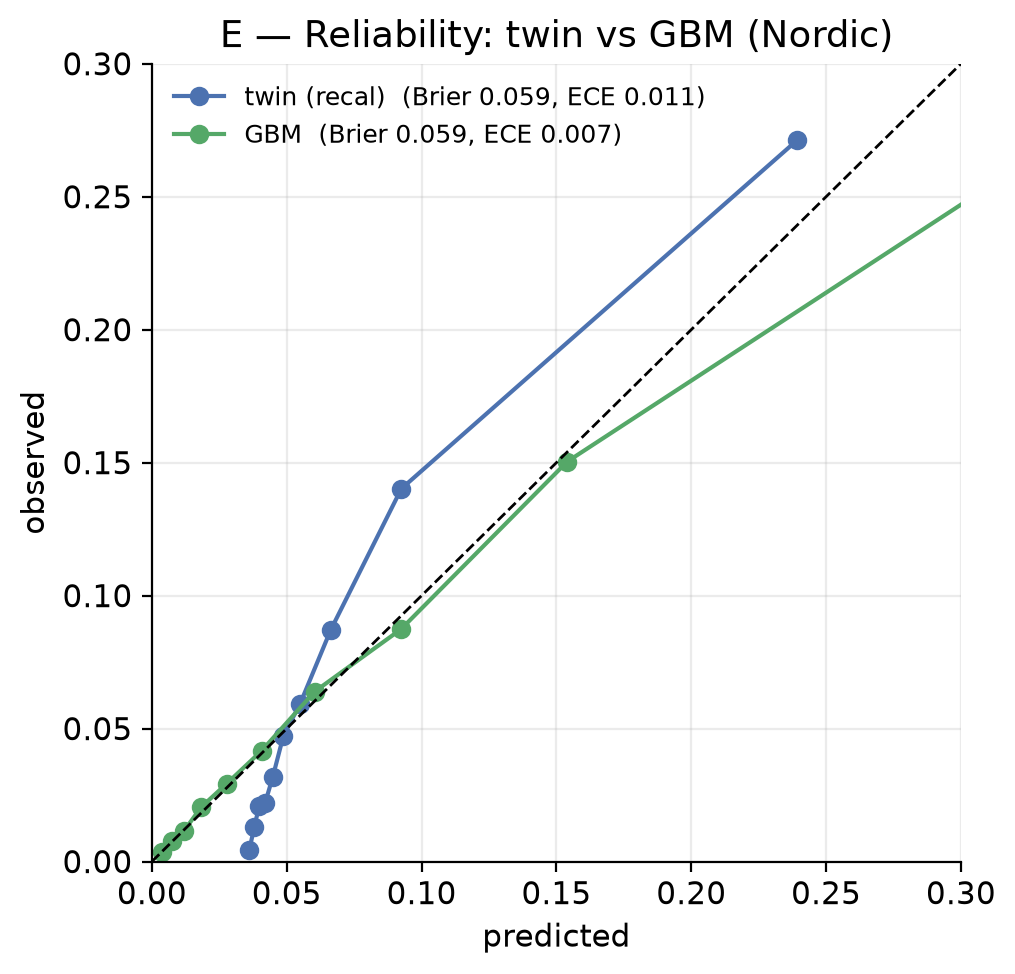 E — Reliability: twin vs GBM (Nordic)
twin (recal)  (Brier 0.059, ECE 0.011)
GBM  (Brier 0.059, ECE 0.007)
observed
0.30
0.25
0.20
0.15
0.10
0.05
0.00
0.00 0.05 0.10 0.15 0.20 0.25 0.30
predicted